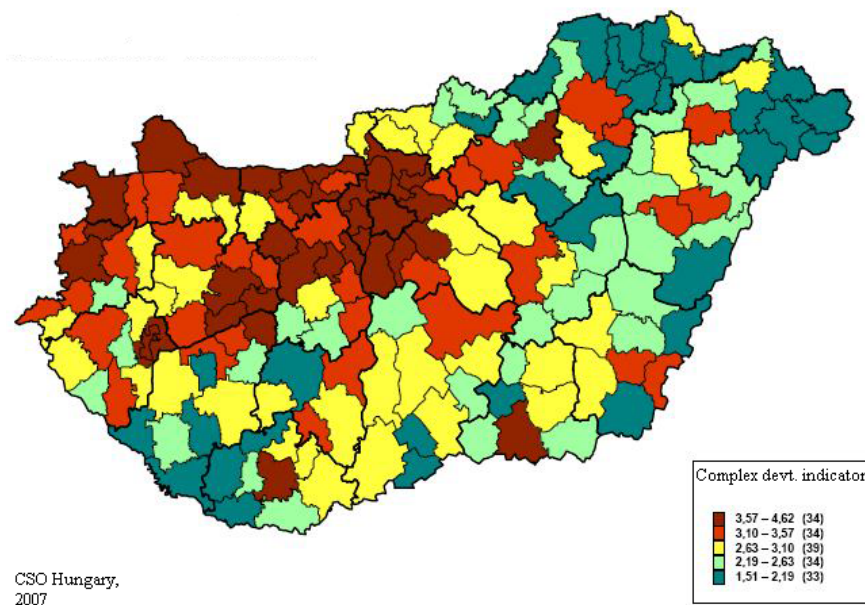 Complex devt. indicator
3,57 – 4,62 (34)
3,10 – 3,57 (34)
2,63 – 3,10 (39)
2,19 – 2,63 (34)
1,51 – 2,19 (33)
CSO Hungary,
2007